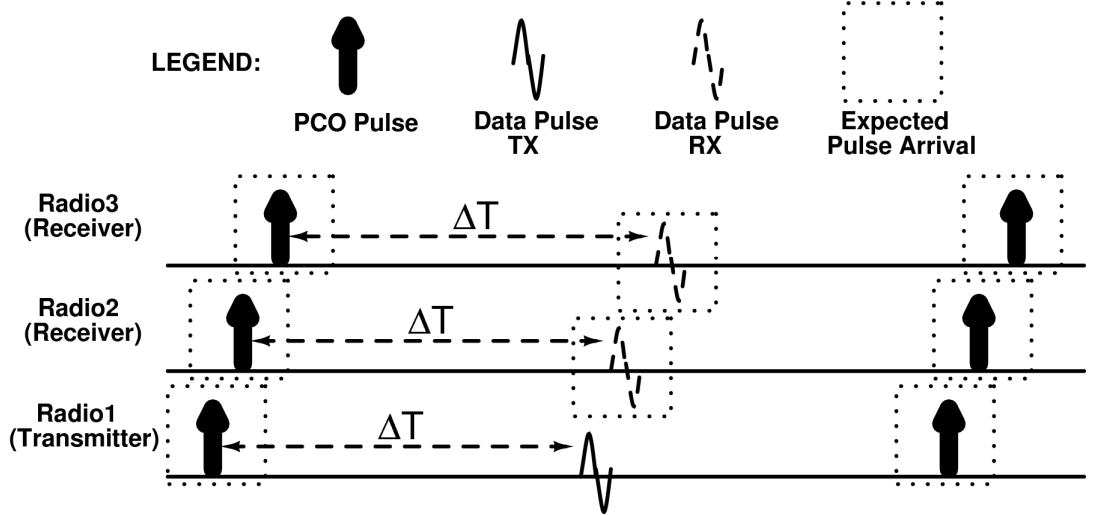 LEGEND:
PCO Pulse
Data Pulse
TX
Data Pulse
RX
Expected
Pulse Arrival
Radio3
(Receiver)
ΔT
Radio2
(Receiver)
ΔT
Radio1
(Transmitter)
ΔT